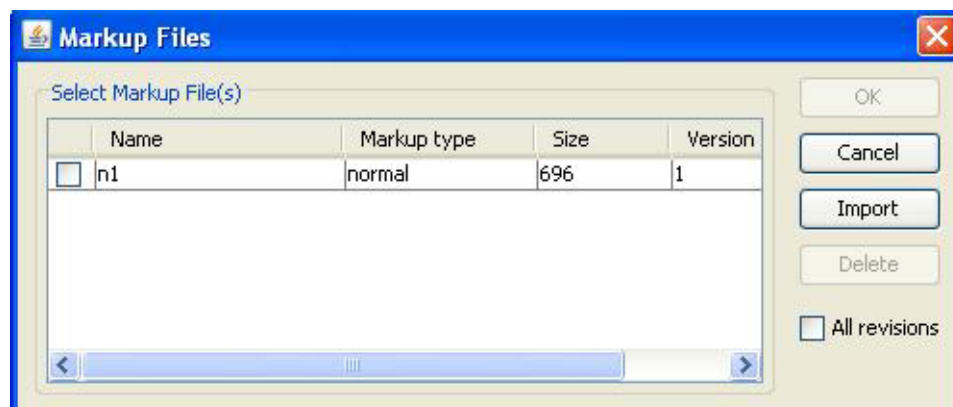 Markup Files
Select Markup File(s)
Name Markup type Size Version
n1 normal 696 1
OK
Cancel
Import
Delete
All revisions